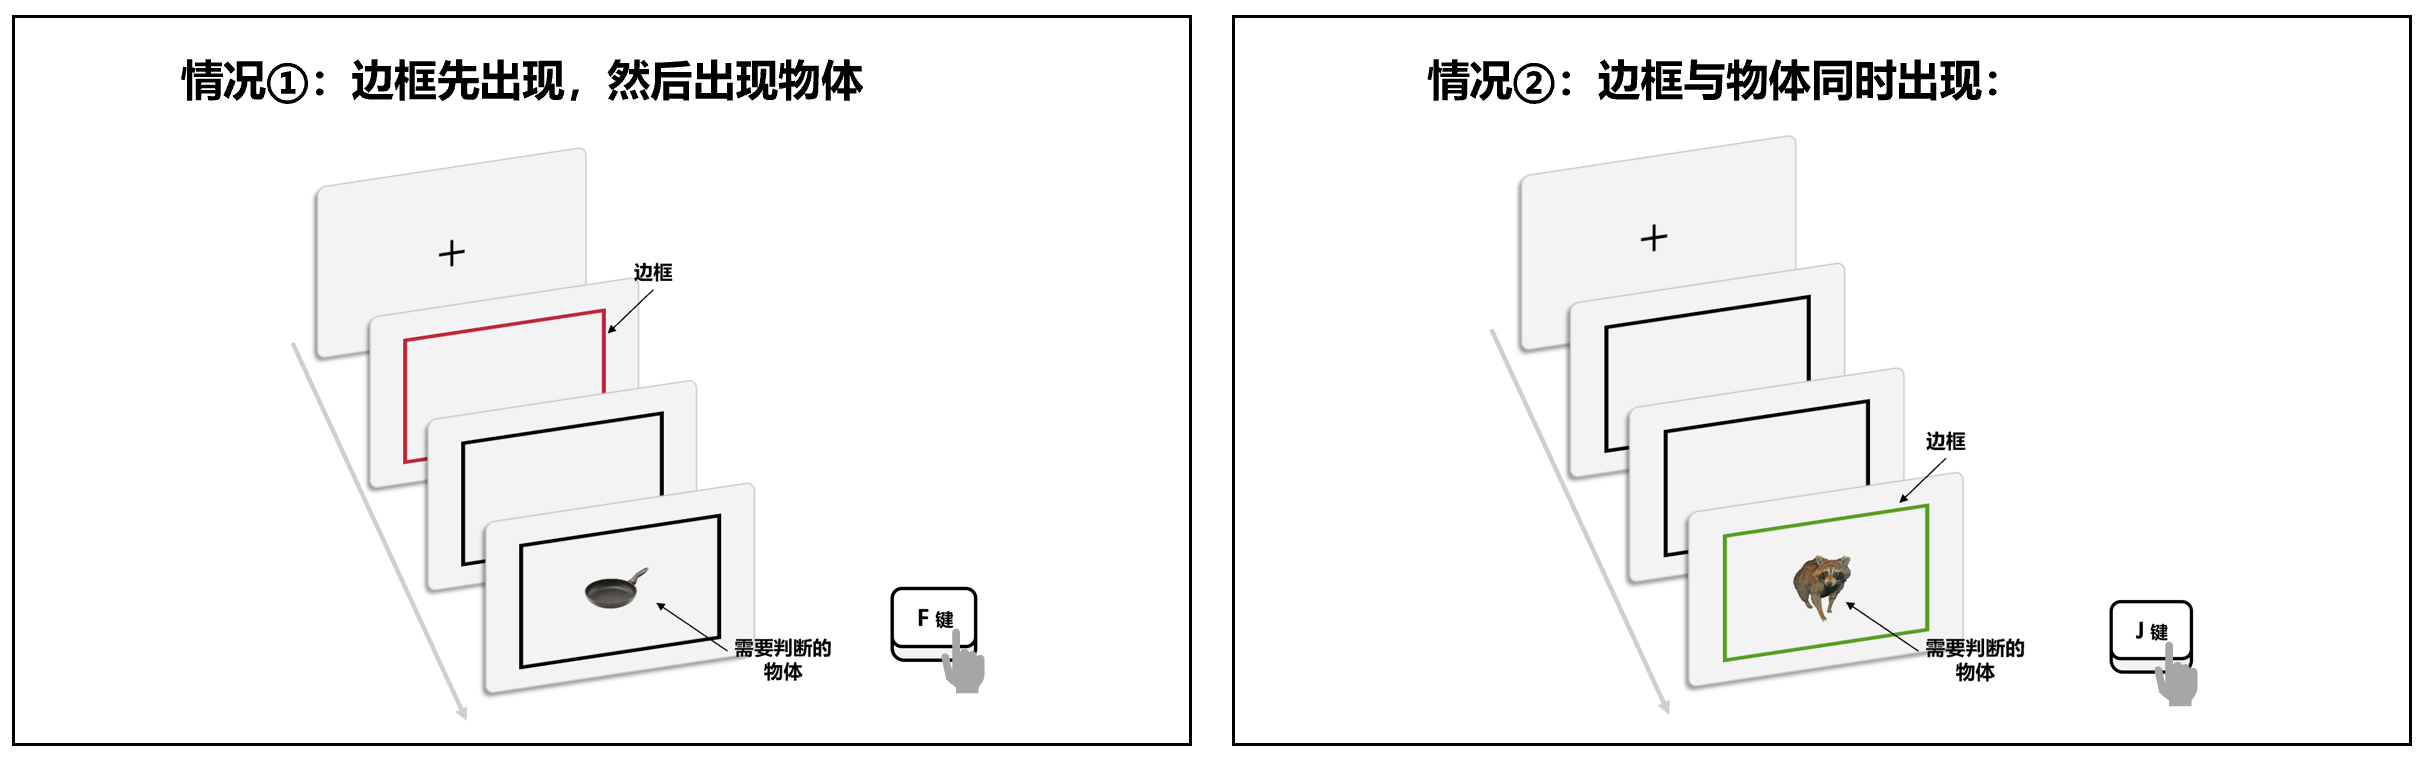 情况①：边框先出现，然后出现物体
边框
需要判断的
物体
F 键
情况②：边框与物体同时出现：
边框
需要判断的
物体
J 键